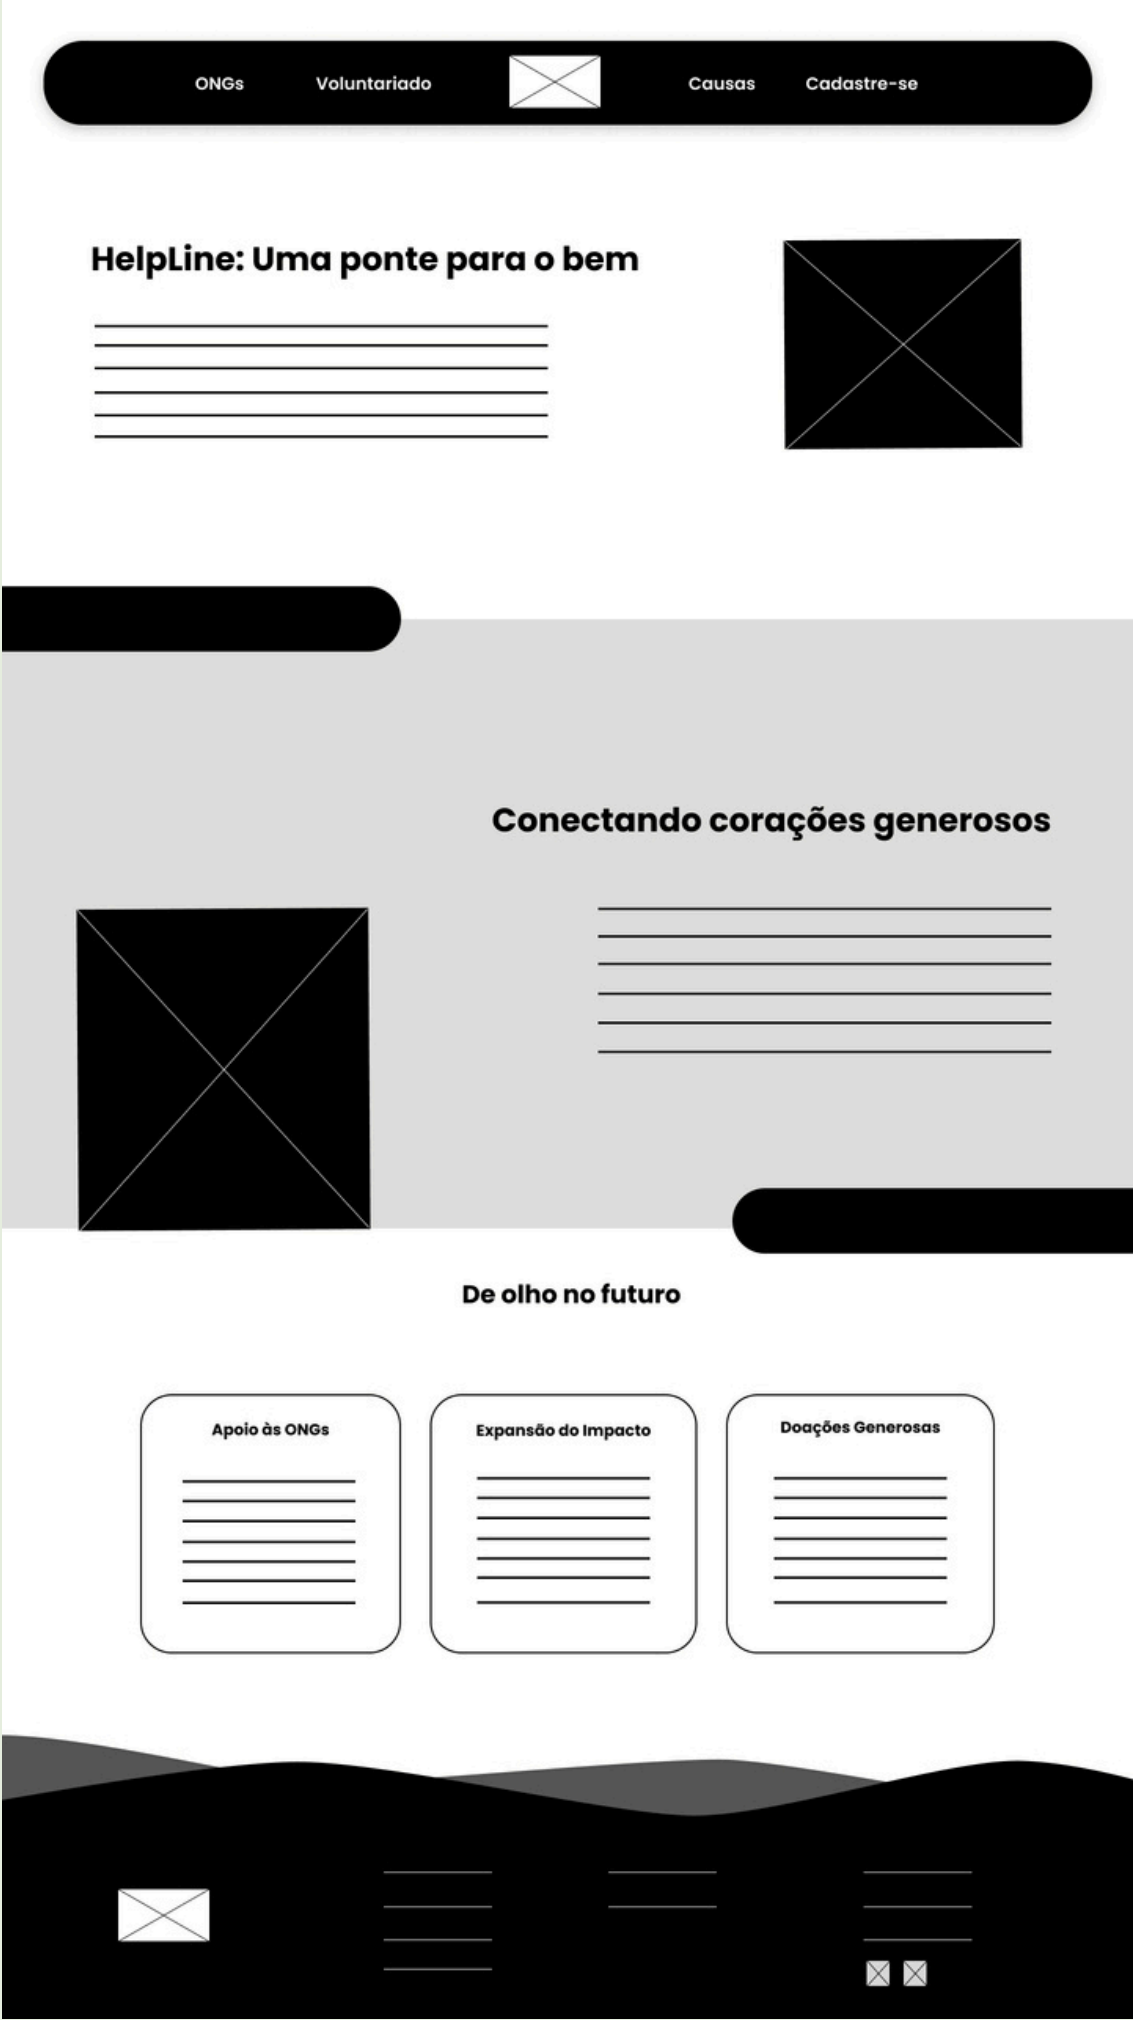 ONGs
Voluntariado
Causas
Cadastre-se
HelpLine: Uma ponte para o bem
Conectando corações generosos
De olho no futuro
Apoio às ONGs
Expansão do Impacto
Doações Generosas